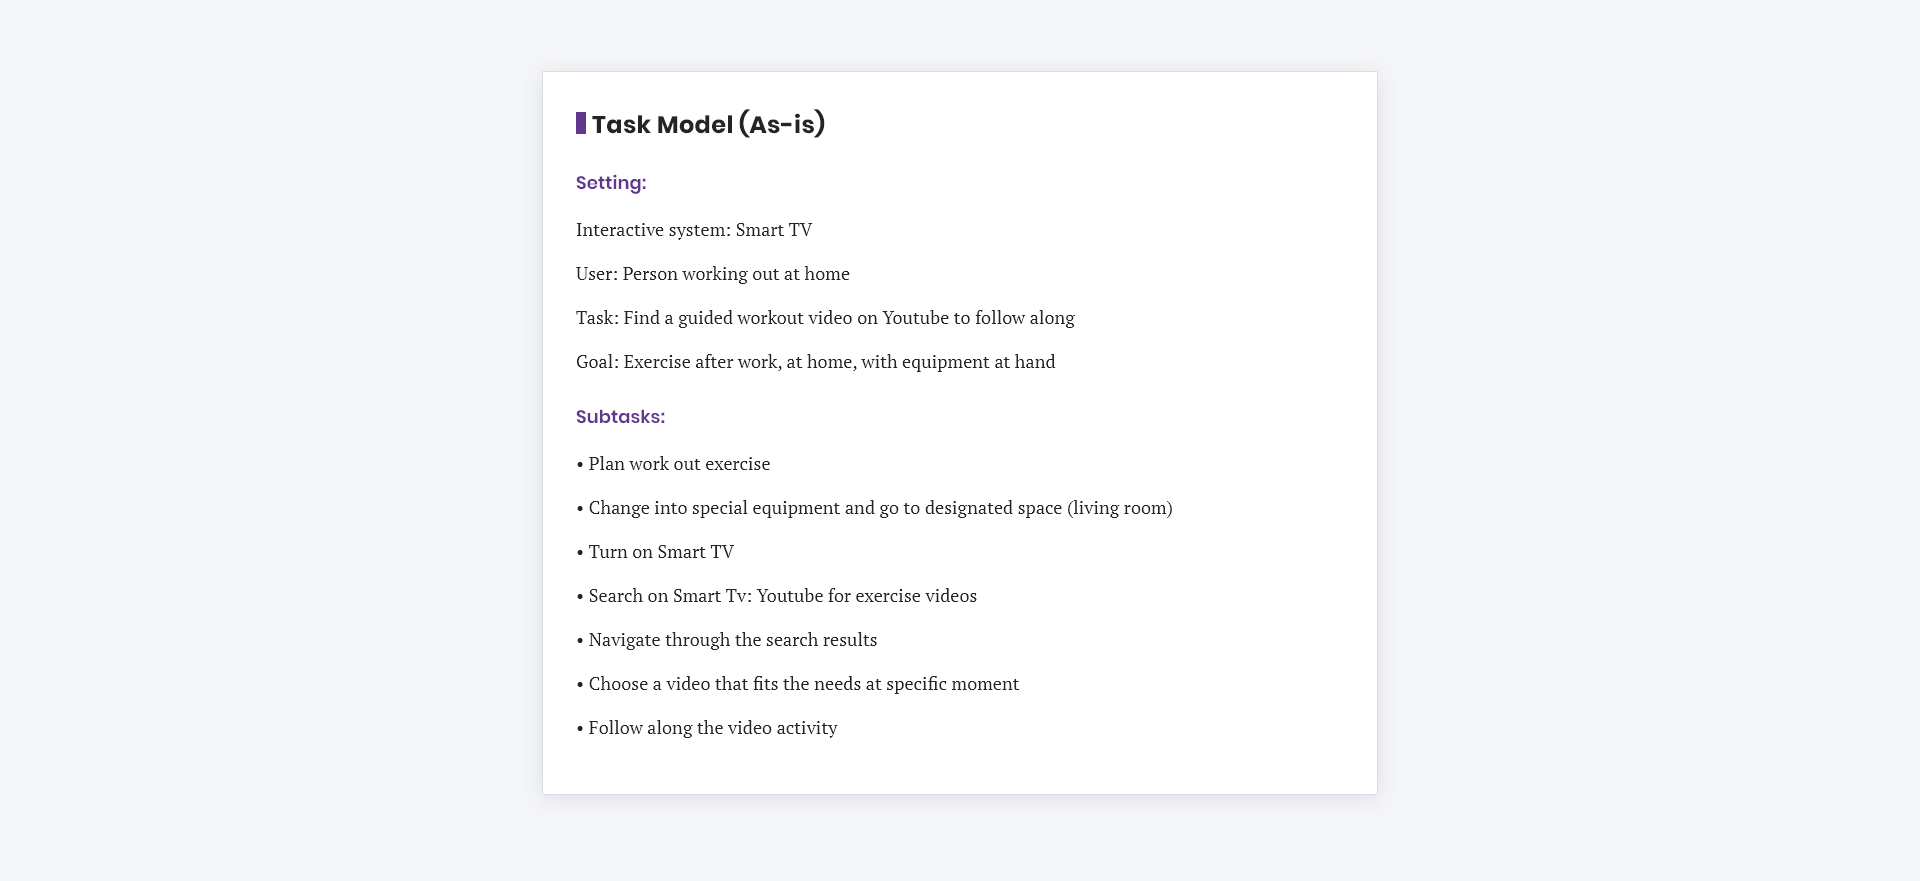 Task Model (As-is)
Setting:
Interactive system: Smart TV
User: Person working out at home
Task: Find a guided workout video on Youtube to follow along
Goal: Exercise after work, at home, with equipment at hand
Subtasks:
• Plan work out exercise
• Change into special equipment and go to designated space (living room)
• Turn on Smart TV
• Search on Smart Tv: Youtube for exercise videos
• Navigate through the search results
• Choose a video that fits the needs at specific moment
• Follow along the video activity